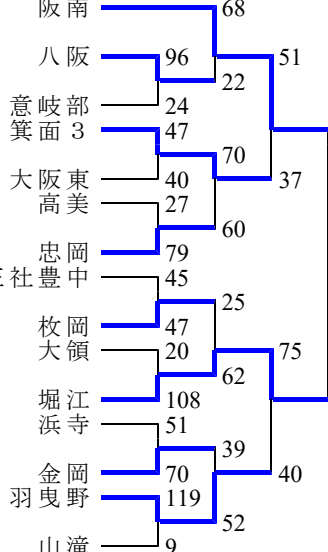 阪南 68
八阪 96 51
22
意岐部 24
箕面３ 47
70
大阪東 40 37
高美 27
60
忠岡 79
社豊中 45
25
枚岡 47
大領 20 75
62
堀江 108
浜寺 51
39
金岡 70 40
羽曳野 119
52
山滝 9